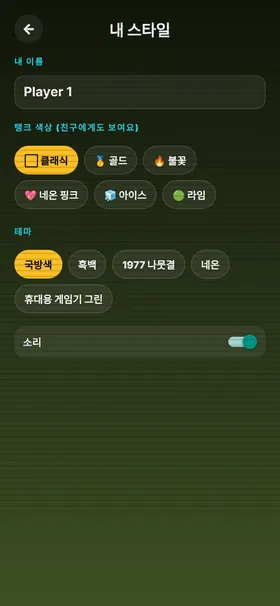 내 스타일
내 이름
Player 1
탱크 색상 (친구에게도 보여요)
클래식 골드 불꽃
네온 핑크 아이스 라임
테마
국방색 흑백 1977 나뭇결 네온
휴대용 게임기 그린
소리